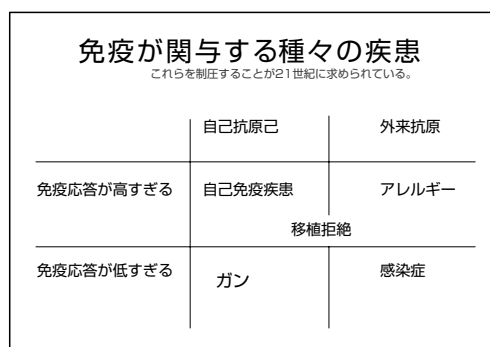 免疫が関与する種々の疾患
これらを制圧することが21世紀に求められている。
自己抗原己 外来抗原
免疫応答が高すぎる 自己免疫疾患 アレルギー
移植拒絶
免疫応答が低すぎる ガン 感染症